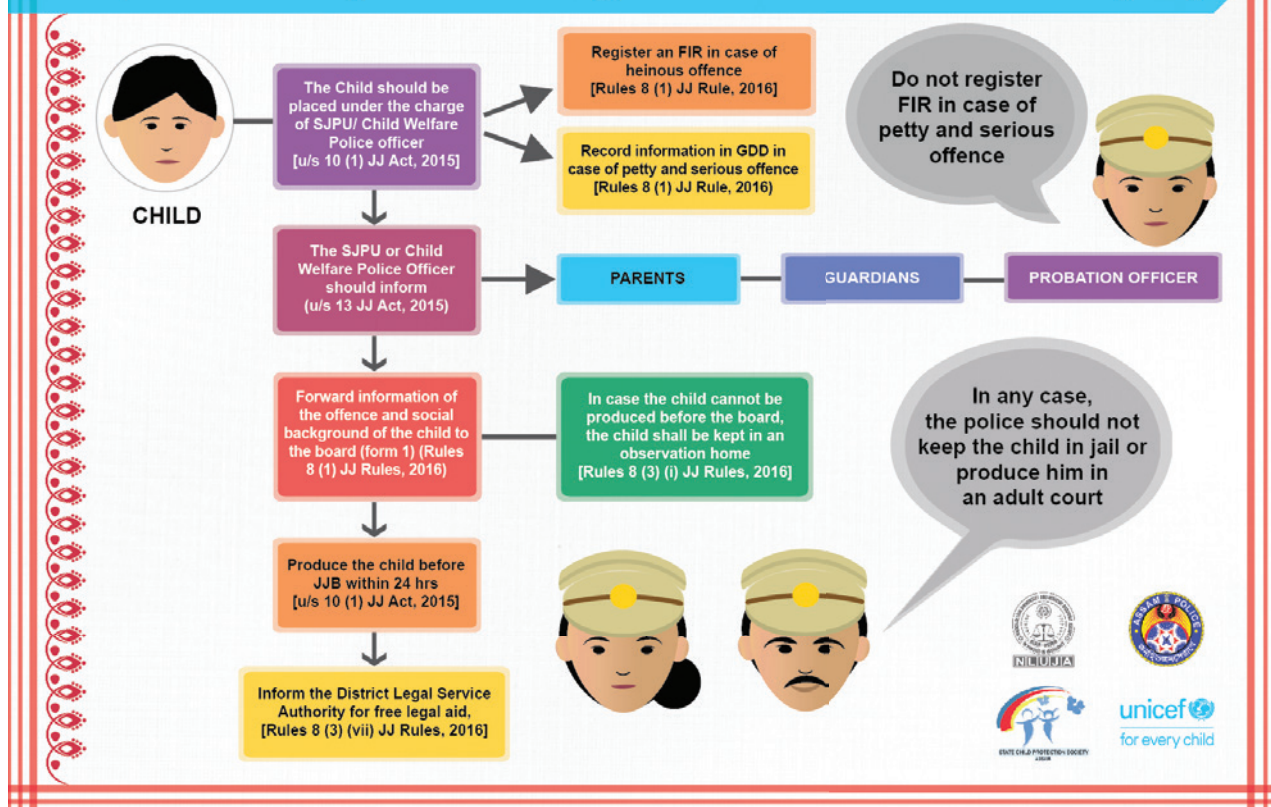 CHILD
The Child should be
placed under the charge
of SJPU/ Child Welfare
Police officer
[u/s 10 (1) JJ Act, 2015]
Register an FIR in case of
heinous offence
[Rules 8 (1) JJ Rule, 2016]
Record information in GDD in
case of petty and serious offence
[Rules 8 (1) JJ Rule, 2016)
Do not register
FIR in case of
petty and serious
offence
The SJPU or Child
Welfare Police Officer
should inform
(u/s 13 JJ Act, 2015)
PARENTS
GUARDIANS
PROBATION OFFICER
Forward information of
the offence and social
background of the child to
the board (form 1) (Rules
8 (1) JJ Rules, 2016)
In case the child cannot be
produced before the board,
the child shall be kept in an
observation home
[Rules 8 (3) (i) JJ Rules, 2016]
In any case,
the police should not
keep the child in jail or
produce him in
an adult court
Produce the child before
JJB within 24 hrs
[u/s 10 (1) JJ Act, 2015]
Inform the District Legal Service
Authority for free legal aid,
[Rules 8 (3) (vii) JJ Rules, 2016]
NLUJA
ASSAM POLICE
STATE CHILD PROTECTION SOCIETY
ASSAM
unicef
for every child